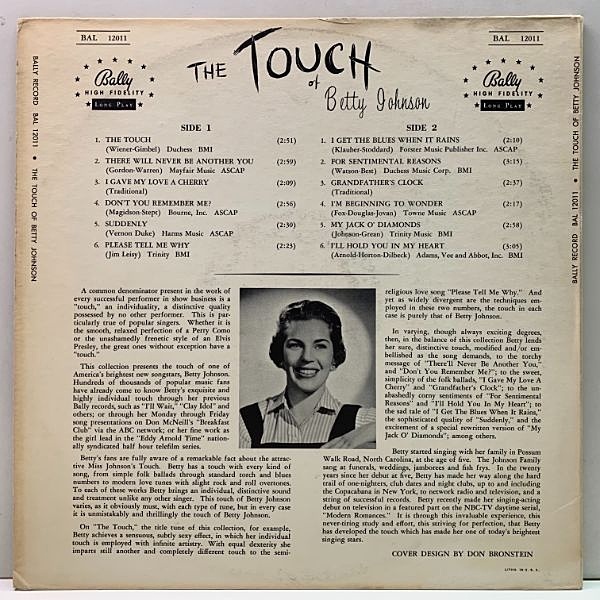 BAL 12011
BAL 12011
THE TOUCH
of
Betty Johnson
Bally
HIGH FIDELITY
LONG PLAY
Bally
HIGH FIDELITY
LONG PLAY
BALLY RECORD BAL 12011 • THE TOUCH OF BETTY JOHNSON
SIDE 1
1. THE TOUCH (2:51)
(Wiener-Gimbel) Duchess BMI
2. THERE WILL NEVER BE ANOTHER YOU (2:59)
(Gordon-Warren) Mayfair Music ASCAP
3. I GAVE MY LOVE A CHERRY (2:09)
(Traditional)
4. DON'T YOU REMEMBER ME? (2:56)
(Magidson-Stept) Bourne, Inc. ASCAP
5. SUDDENLY (2:30)
(Vernon Duke) Harms Music ASCAP
6. PLEASE TELL ME WHY (2:23)
(Jim Leisy) Trinity BMI
SIDE 2
1. I GET THE BLUES WHEN IT RAINS (2:10)
(Klauber-Stoddard) Forster Music Publisher Inc. ASCAP
2. FOR SENTIMENTAL REASONS (3:15)
(Watson-Best) Duchess Music Corp. BMI
3. GRANDFATHER'S CLOCK (2:37)
(Traditional)
4. I'M BEGINNING TO WONDER (2:17)
(Fox-Douglas-Jovan) Towne Music ASCAP
5. MY JACK O' DIAMONDS (2:58)
(Johnson-Grean) Trinity Music BMI
6. I'LL HOLD YOU IN MY HEART (3:05)
(Arnold-Horton-Dilbeck) Adams, Vee and Abbot, Inc. BMI
BALLY RECORD BAL 12011 • THE TOUCH OF BETTY JOHNSON
A common denominator present in the work of
every successful performer in show business is a
"touch," an individuality, a distinctive quality
possessed by no other performer. This is par-
ticularly true of popular singers. Whether it is
the smooth, relaxed perfection of a Perry Como
or the unashamedly frenetic style of an Elvis
Presley, the great ones without exception have a
"touch."
This collection presents the touch of one of
America's brightest new songstars, Betty Johnson.
Hundreds of thousands of popular music fans
have already come to know Betty's exquisite and
highly individual touch through her previous
Bally records, such as "I'll Wait," "Clay Idol" and
others; or through her Monday through Friday
song presentations on Don McNeill's "Breakfast
Club" via the ABC network; or her fine work as
the girl lead in the "Eddy Arnold Time" nation-
ally syndicated half hour telefilm series.
Betty's fans are fully aware of a remarkable fact about the attrac-
tive Miss Johnson's Touch. Betty has a touch with every kind of
song, from simple folk ballads through standard torch and blues
numbers to modern love tunes with slight rock and roll overtones.
To each of these works Betty brings an individual, distinctive sound
and treatment unlike any other singer. This touch of Betty Johnson
varies, as it obviously must, with each type of tune, but in every case
it is unmistakably and thrillingly the touch of Betty Johnson.
On "The Touch," the title tune of this collection, for example,
Betty achieves a sensuous, subtly sexy effect, in which her individual
touch is employed with infinite artistry. With equal dexterity she
imparts still another and completely different touch to the semi-
religious love song "Please Tell Me Why." And
yet as widely divergent are the techniques em-
ployed in these two numbers, the touch in each
case is purely that of Betty Johnson.
In varying, though always exciting degrees,
then, in the balance of this collection Betty lends
her sure, distinctive touch, modified and/or em-
bellished as the song demands, to the torchy
message of "There'll Never Be Another You,"
and "Don't You Remember Me?"; to the sweet,
simplicity of the folk ballads, "I Gave My Love A
Cherry" and "Grandfather's Clock"; to the un-
abashedly corny sentiments of "For Sentimental
Reasons" and "I'll Hold You In My Heart"; to
the sad tale of "I Get The Blues When It Rains,"
the sophisticated quality of "Suddenly," and the
excitement of a special rewritten version of "My
Jack O' Diamonds"; among others.
Betty started singing with her family in Possum
Walk Road, North Carolina, at the age of five. The Johnson Family
sang at funerals, weddings, jamborees and fish frys. In the twenty
years since her debut at five, Betty has made her way along the hard
trail of one-nighters, club dates and night clubs, up to and including
the Copacabana in New York, to network radio and television, and a
string of successful records. Betty recently made her singing-acting
debut on television in a featured part on the NBC-TV daytime serial,
"Modern Romances." It is through this invaluable experience, this
never-tiring study and effort, this striving for perfection, that Betty
has developed the touch which has made her one of today's brightest
singing stars.
COVER DESIGN BY DON BRONSTEIN
LITHO IN U. S. A.